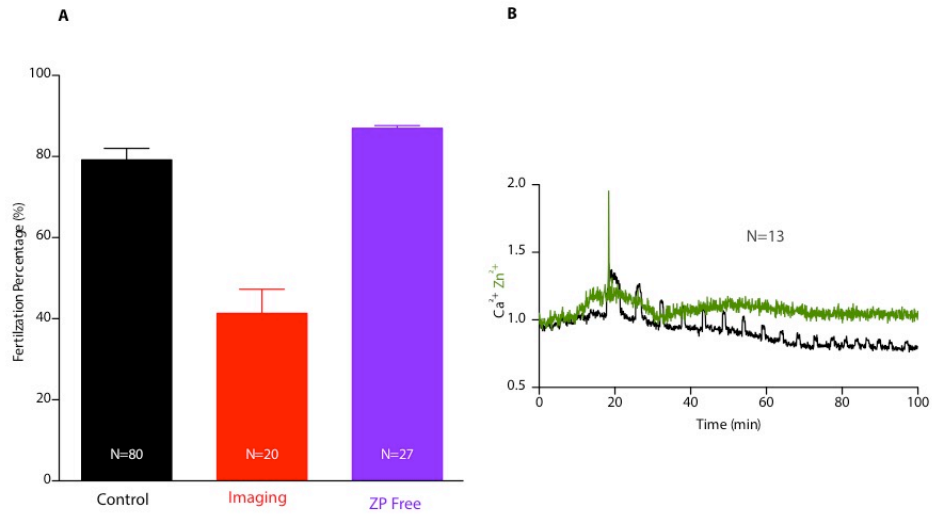 A
B
Fertilization Percentage (%)
100
80
60
40
20
0
N=80
N=20
N=27
Control
Imaging
ZP Free
Ca²⁺ Zn²⁺
2.0
1.5
1.0
0.5
N=13
0
20
40
60
80
100
Time (min)